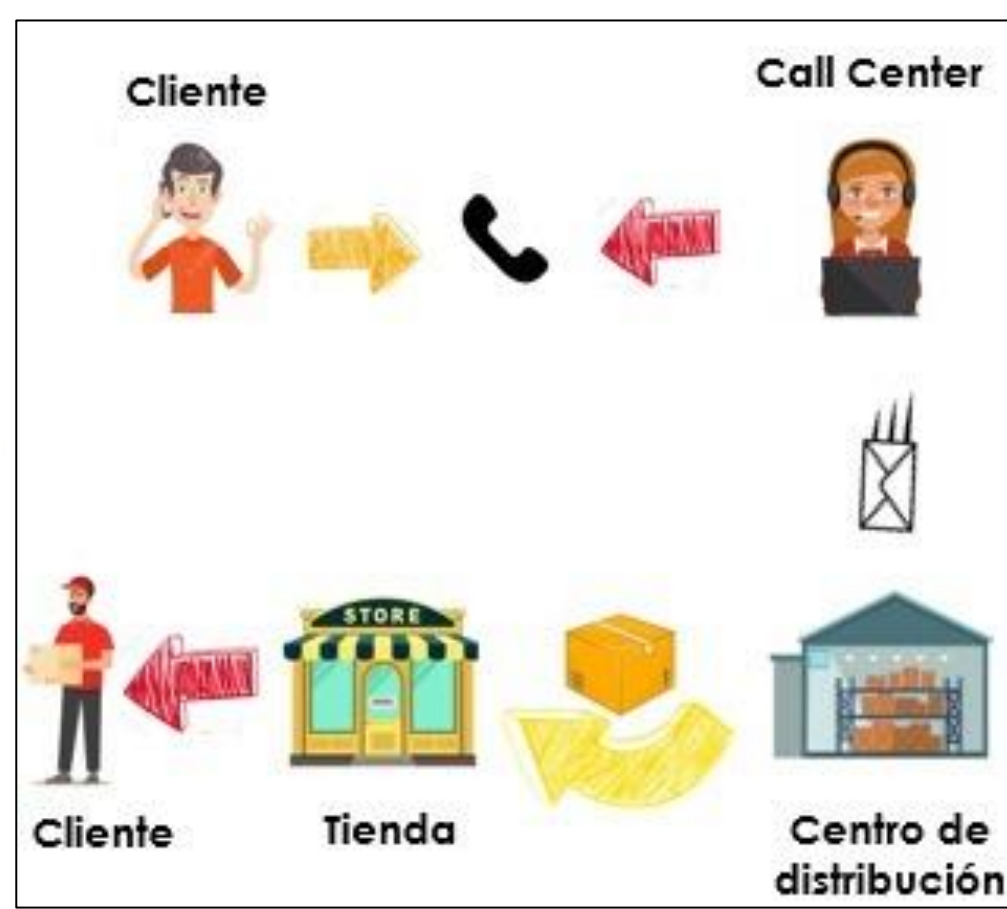 Cliente
Call Center
STORE
Cliente
Tienda
Centro de
distribución